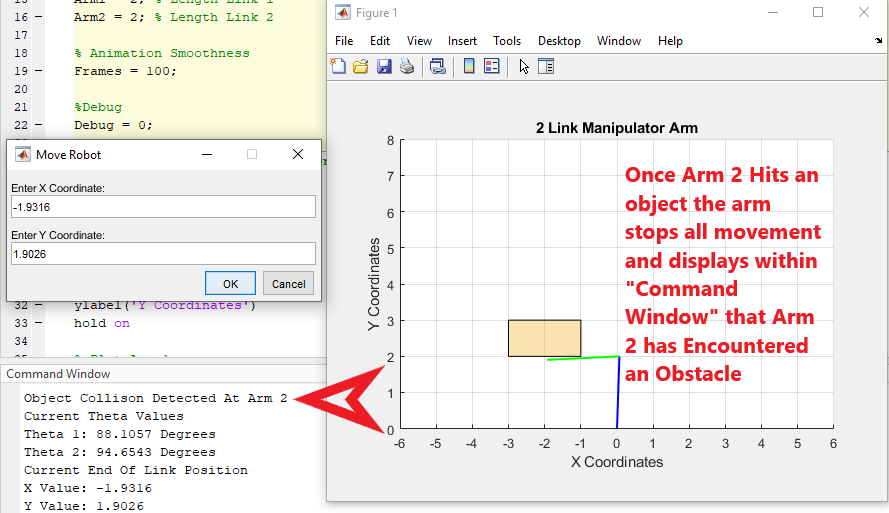 15 Arm1 = 2; % Length Link 1
16 – Arm2 = 2; % Length Link 2
17
18 % Animation Smoothness
19 – Frames = 100;
20
21 %Debug
22 – Debug = 0;
Move Robot
Enter X Coordinate:
-1.9316
Enter Y Coordinate:
1.9026
OK Cancel
32 – ylabel('Y Coordinates')
33 – hold on
34
Command Window
Object Collison Detected At Arm 2
Current Theta Values
Theta 1: 88.1057 Degrees
Theta 2: 94.6543 Degrees
Current End Of Link Position
X Value: -1.9316
Y Value: 1.9026
Figure 1
File Edit View Insert Tools Desktop Window Help
2 Link Manipulator Arm
8
7
6
5
4
3
2
1
0
Y Coordinates
-6 -5 -4 -3 -2 -1 0 1 2 3 4 5 6
X Coordinates
Once Arm 2 Hits an
object the arm
stops all movement
and displays within
"Command
Window" that Arm
2 has Encountered
an Obstacle